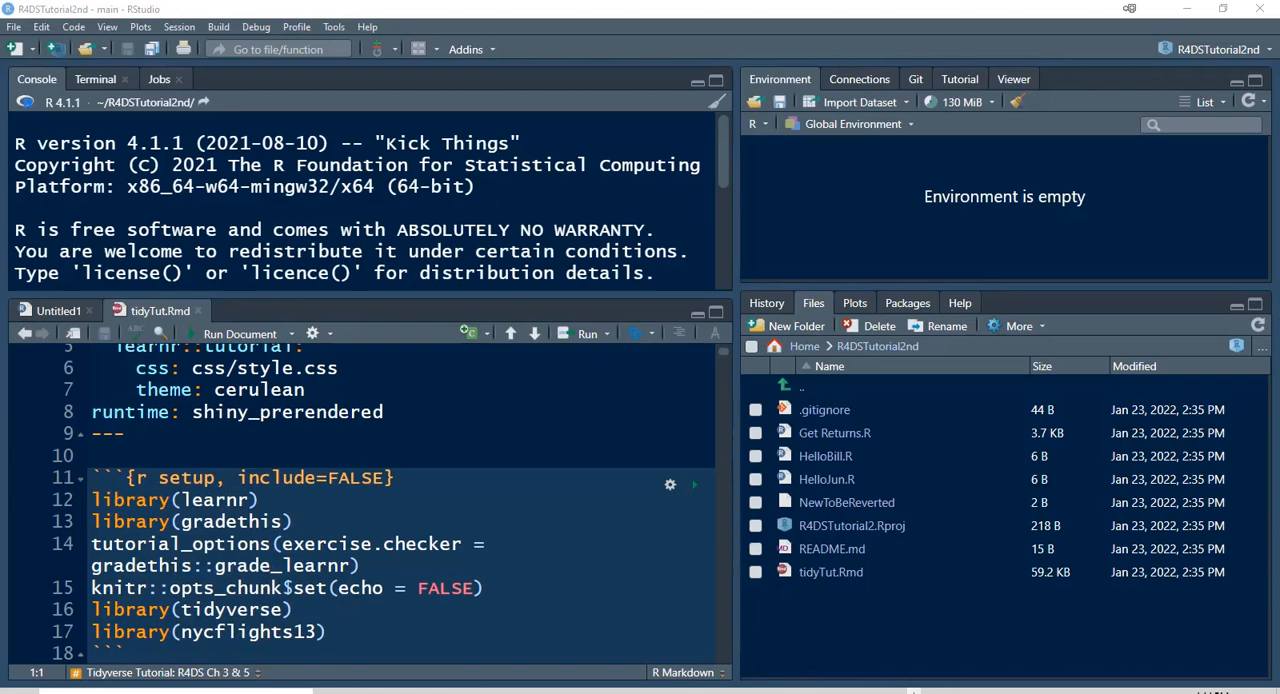 R4DSTutorial2nd - main - RStudio
File Edit Code View Plots Session Build Debug Profile Tools Help
Go to file/function Addins R4DSTutorial2nd
Console Terminal Jobs
R 4.1.1 · ~/R4DSTutorial2nd/
R version 4.1.1 (2021-08-10) -- "Kick Things"
Copyright (C) 2021 The R Foundation for Statistical Computing
Platform: x86_64-w64-mingw32/x64 (64-bit)
R is free software and comes with ABSOLUTELY NO WARRANTY.
You are welcome to redistribute it under certain conditions.
Type 'license()' or 'licence()' for distribution details.
Environment Connections Git Tutorial Viewer
Import Dataset 130 MiB List
R Global Environment
Environment is empty
Untitled1 tidyTut.Rmd
Run Document Run
5 learnr::tutorial:
6 css: css/style.css
7 theme: cerulean
8 runtime: shiny_prerendered
9 ---
10
11 ```{r setup, include=FALSE}
12 library(learnr)
13 library(gradethis)
14 tutorial_options(exercise.checker =
gradethis::grade_learnr)
15 knitr::opts_chunk$set(echo = FALSE)
16 library(tidyverse)
17 library(nycflights13)
18 ```
1:1 # Tidyverse Tutorial: R4DS Ch 3 & 5 R Markdown
History Files Plots Packages Help
New Folder Delete Rename More
Home R4DSTutorial2nd ...
Name Size Modified
..
.gitignore 44 B Jan 23, 2022, 2:35 PM
Get Returns.R 3.7 KB Jan 23, 2022, 2:35 PM
HelloBill.R 6 B Jan 23, 2022, 2:35 PM
HelloJun.R 6 B Jan 23, 2022, 2:35 PM
NewToBeReverted 2 B Jan 23, 2022, 2:35 PM
R4DSTutorial2.Rproj 218 B Jan 23, 2022, 2:35 PM
README.md 15 B Jan 23, 2022, 2:35 PM
tidyTut.Rmd 59.2 KB Jan 23, 2022, 2:35 PM